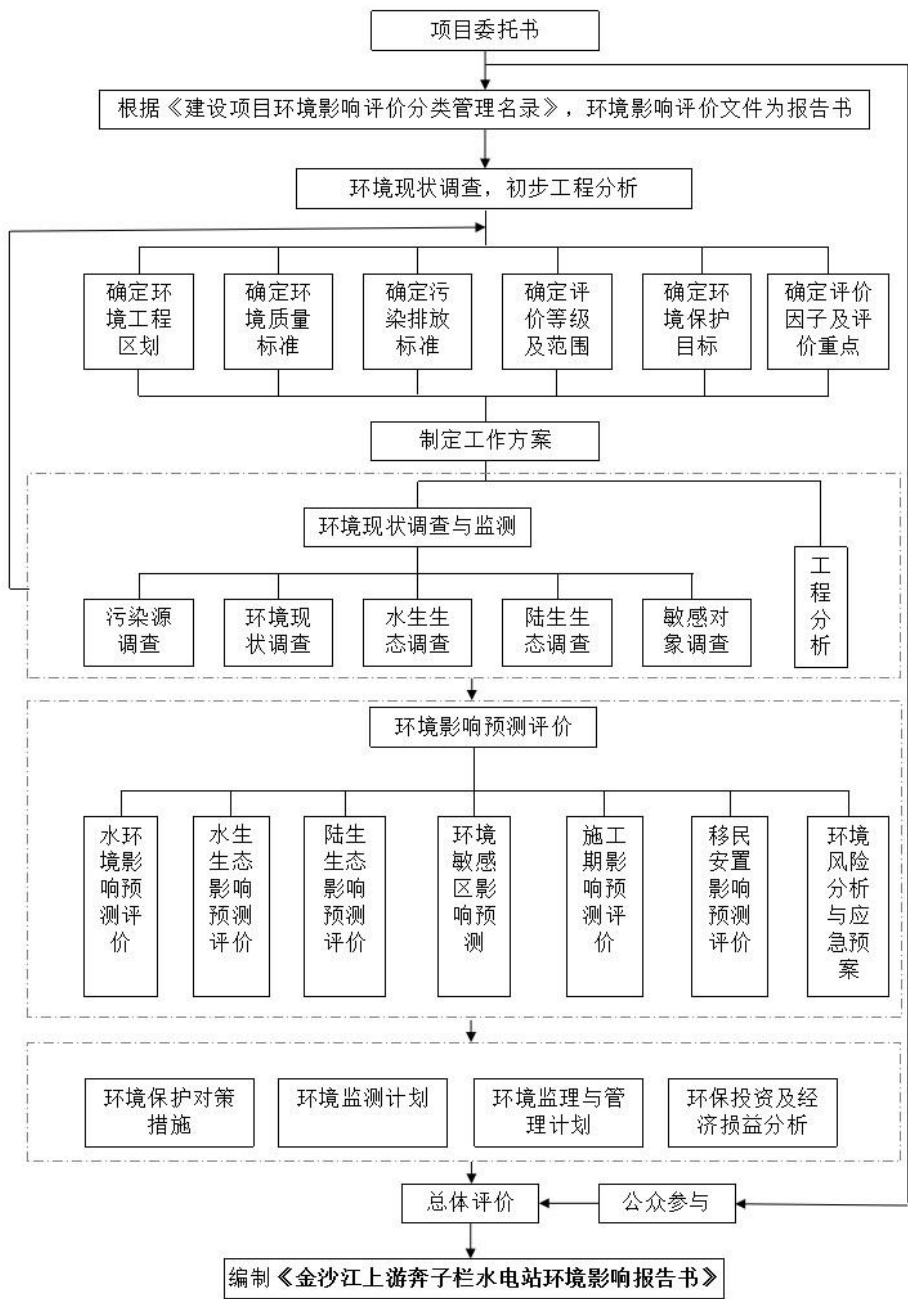 项目委托书
根据《建设项目环境影响评价分类管理名录》，环境影响评价文件为报告书
环境现状调查，初步工程分析
确定环
境工程
区划
确定环
境质量
标准
确定污
染排放
标准
确定评
价等级
及范围
确定环
境保护
目标
确定评价
因子及评
价重点
制定工作方案
环境现状调查与监测
工
程
分
析
污染源
调查
环境现
状调查
水生生
态调查
陆生生
态调查
敏感对
象调查
环境影响预测评价
水环
境影
响预
测评
价
水生
生态
影响
预测
评价
陆生
生态
影响
预测
评价
环境
敏感
区影
响预
测
施工
期影
响预
测评
价
移民
安置
影响
预测
评价
环境
风险
分析
与应
急预
案
环境保护对策
措施
环境监测计划
环境监理与管
理计划
环保投资及经
济损益分析
总体评价
公众参与
编制《金沙江上游奔子栏水电站环境影响报告书》